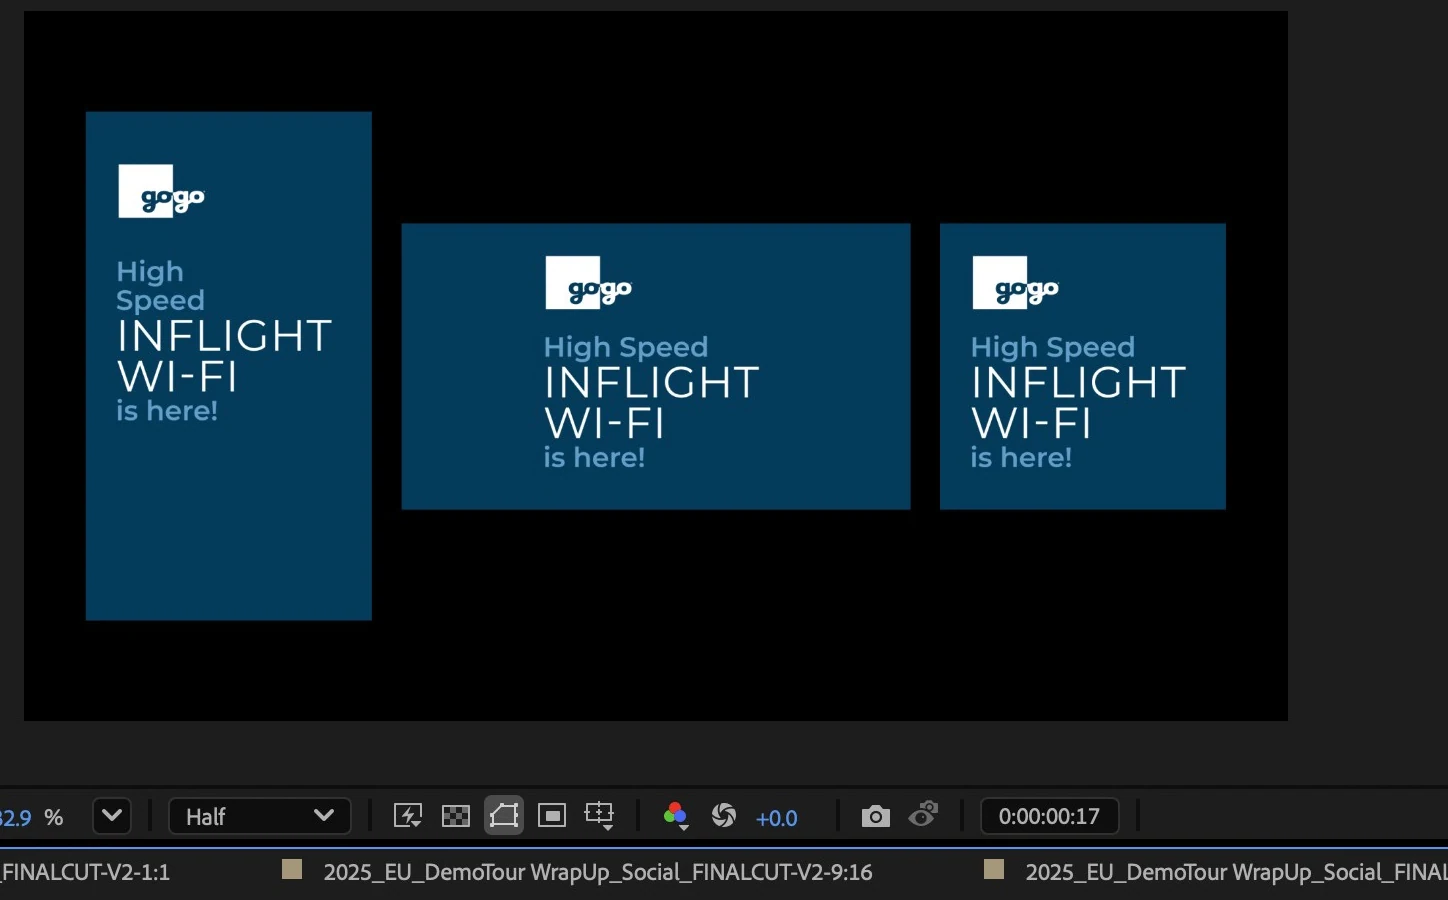 gogo
High
Speed
INFLIGHT
WI-FI
is here!
gogo
High Speed
INFLIGHT
WI-FI
is here!
gogo
High Speed
INFLIGHT
WI-FI
is here!
32.9 %
Half
+0.0
0:00:00:17
_FINALCUT-V2-1:1
2025_EU_DemoTour WrapUp_Social_FINALCUT-V2-9:16
2025_EU_DemoTour WrapUp_Social_FINAL